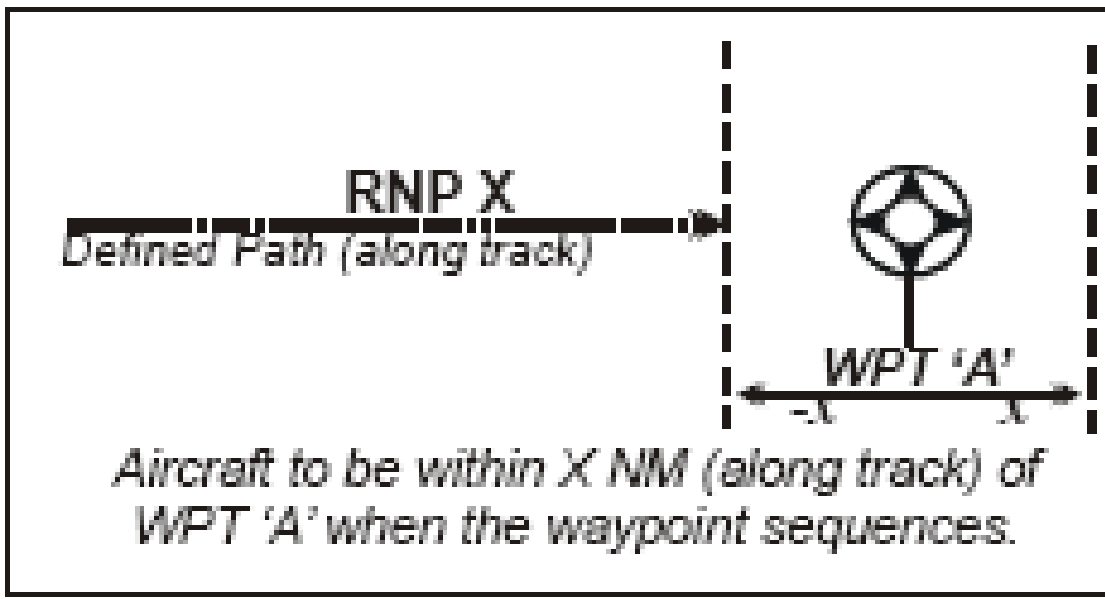 RNP X
Defined Path (along track)
WPT ‘A’
-X X
Aircraft to be within X NM (along track) of
WPT ‘A’ when the waypoint sequences.